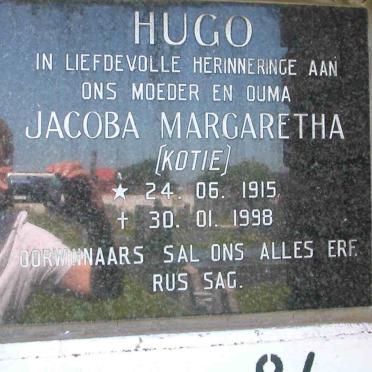 HUGO
IN LIEFDEVOLLE HERINNERINGE AAN
ONS MOEDER EN OUMA
JACOBA MARGARETHA
(KOTIE)
★ 24. 06. 1915
✝ 30. 01. 1998
OORWINNAARS SAL ONS ALLES ERF.
RUS SAG.